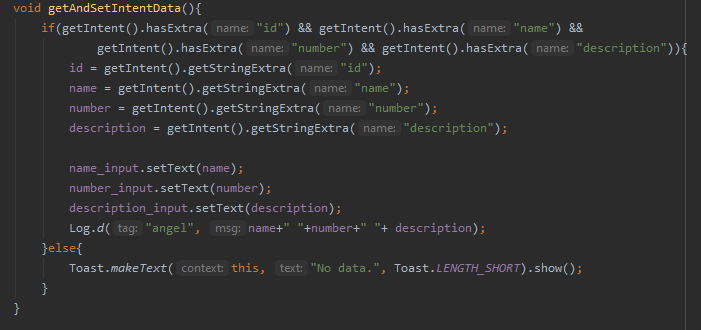 void getAndSetIntentData(){
if(getIntent().hasExtra( name: "id") && getIntent().hasExtra( name: "name") &&
getIntent().hasExtra( name: "number") && getIntent().hasExtra( name: "description")){
id = getIntent().getStringExtra( name: "id");
name = getIntent().getStringExtra( name: "name");
number = getIntent().getStringExtra( name: "number");
description = getIntent().getStringExtra( name: "description");
name_input.setText(name);
number_input.setText(number);
description_input.setText(description);
Log.d( tag: "angel", msg: name+" "+number+" "+ description);
}else{
Toast.makeText( context: this, text: "No data.", Toast.LENGTH_SHORT).show();
}
}